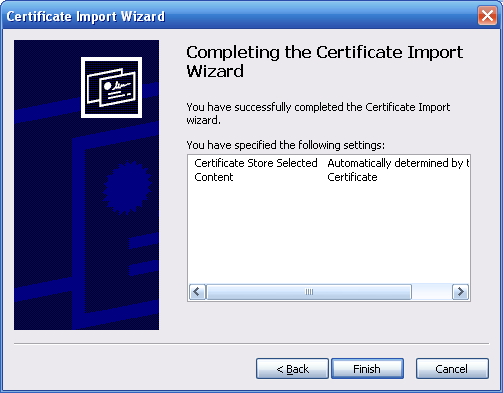 Certificate Import Wizard
Completing the Certificate Import
Wizard
You have successfully completed the Certificate Import
wizard.
You have specified the following settings:
Certificate Store Selected Automatically determined by t
Content Certificate
< Back Finish Cancel